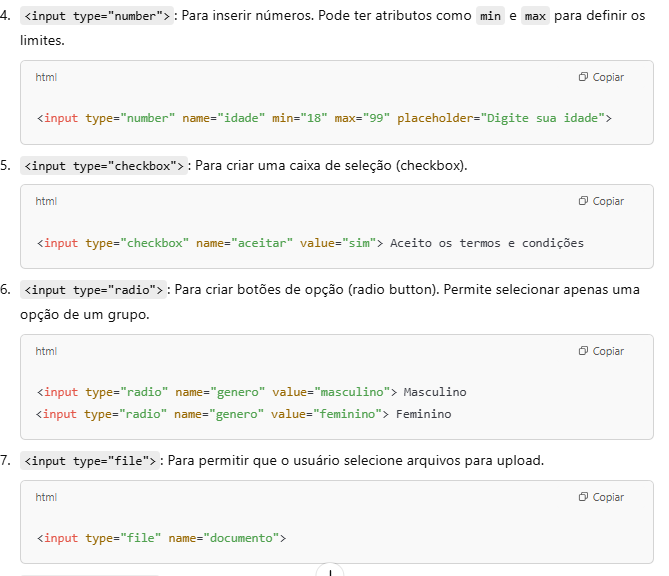 4. <input type="number">: Para inserir números. Pode ter atributos como min e max para definir os
limites.
html Copiar
<input type="number" name="idade" min="18" max="99" placeholder="Digite sua idade">
5. <input type="checkbox">: Para criar uma caixa de seleção (checkbox).
html Copiar
<input type="checkbox" name="aceitar" value="sim"> Aceito os termos e condições
6. <input type="radio">: Para criar botões de opção (radio button). Permite selecionar apenas uma
opção de um grupo.
html Copiar
<input type="radio" name="genero" value="masculino"> Masculino
<input type="radio" name="genero" value="feminino"> Feminino
7. <input type="file">: Para permitir que o usuário selecione arquivos para upload.
html Copiar
<input type="file" name="documento">